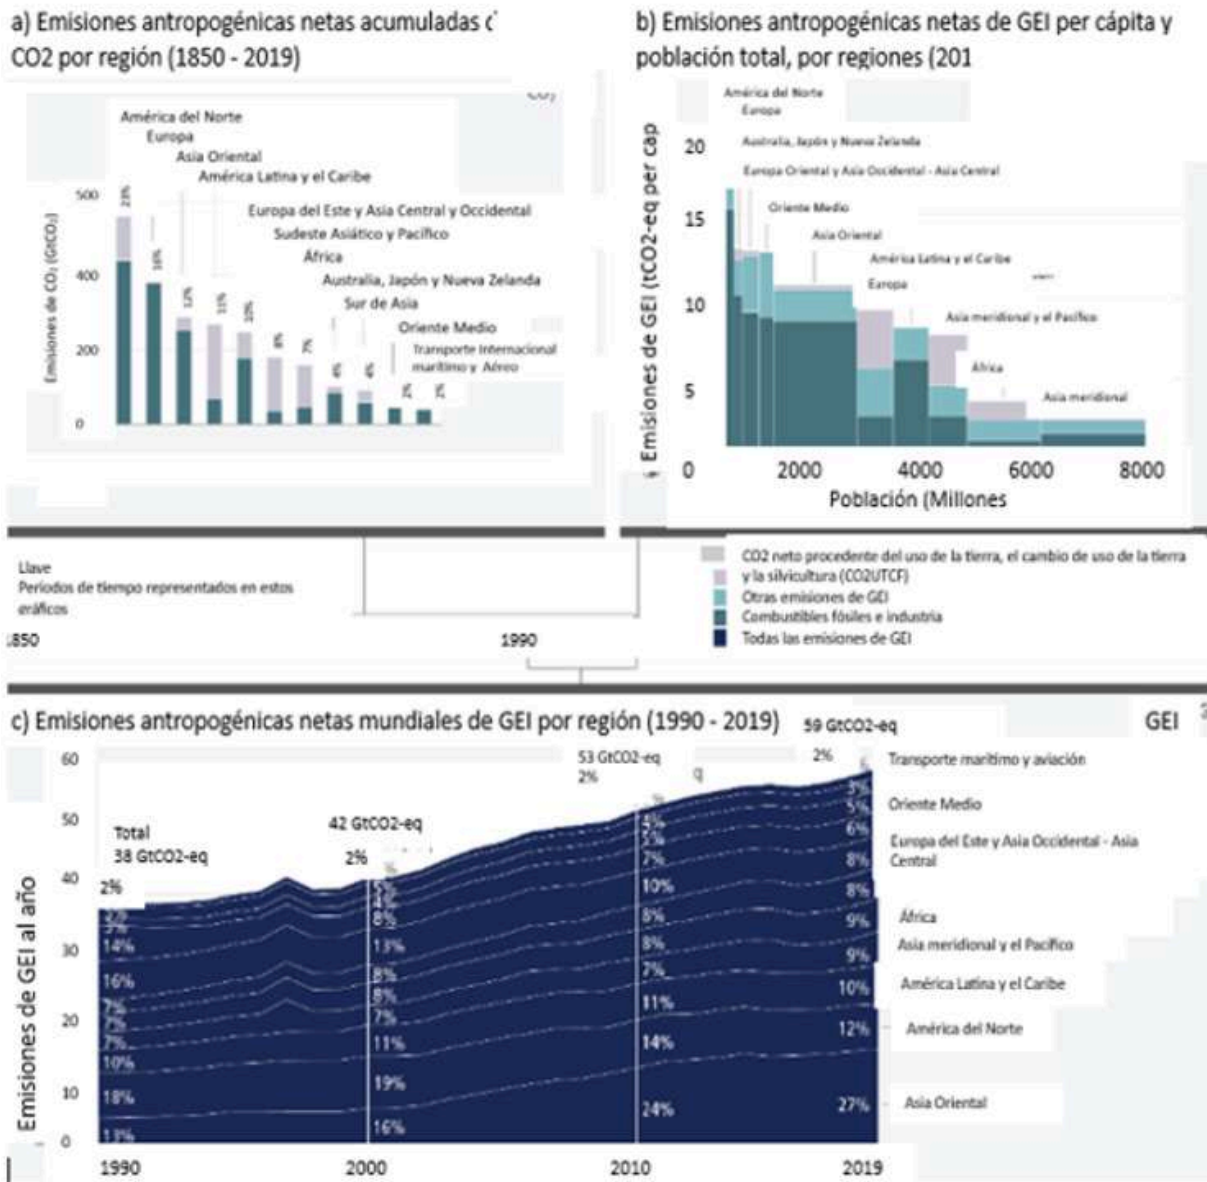 a) Emisiones antropogénicas netas acumuladas
CO2 por región (1850 - 2019)
América del Norte
Europa
Asia Oriental
América Latina y el Caribe
Europa del Este y Asia Central y Occidental
Sudeste Asiático y Pacífico
África
Australia, Japón y Nueva Zelanda
Sur de Asia
Oriente Medio
Transporte Internacional
marítimo y Aéreo
Emisiones de CO₂ (GtCO₂)
500
400
200
0
23%
16%
12%
11%
10%
8%
7%
4%
4%
2%
2%
b) Emisiones antropogénicas netas de GEI per cápita y
población total, por regiones (201
América del Norte
Europa
Australia, Japón y Nueva Zelanda
Europa Oriental y Asia Occidental - Asia Central
Oriente Medio
Asia Oriental
América Latina y el Caribe
Europa
Asia meridional y el Pacífico
África
Asia meridional
Emisiones de GEI (tCO2-eq per cap
20
15
10
5
0
2000
4000
6000
8000
Población (Millones
Llave
Períodos de tiempo representados en estos
gráficos
1990
CO2 neto procedente del uso de la tierra, el cambio de uso de la tierra
y la silvicultura (CO2UTCF)
Otras emisiones de GEI
Combustibles fósiles e industria
Todas las emisiones de GEI
c) Emisiones antropogénicas netas mundiales de GEI por región (1990 - 2019)
GEI
59 GtCO2-eq
2%
53 GtCO2-eq
2%
42 GtCO2-eq
2%
Total
38 GtCO2-eq
2%
Emisiones de GEI al año
60
50
40
30
20
10
0
14%
16%
7%
7%
7%
10%
18%
13%
8%
13%
8%
8%
7%
11%
19%
16%
7%
10%
8%
8%
7%
11%
14%
24%
3%
5%
6%
8%
8%
9%
9%
10%
12%
27%
Transporte marítimo y aviación
Oriente Medio
Europa del Este y Asia Occidental - Asia
Central
África
Asia meridional y el Pacífico
América Latina y el Caribe
América del Norte
Asia Oriental
1990
2000
2010
2019